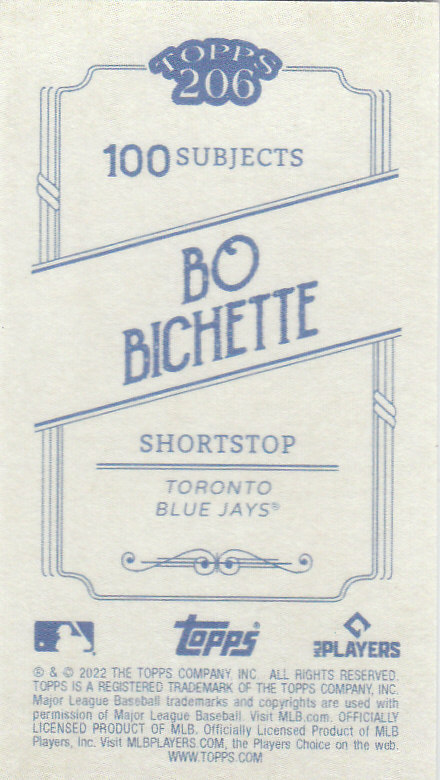 TOPPS
206
100 SUBJECTS
BO
BICHETTE
SHORTSTOP
TORONTO
BLUE JAYS®
Topps®
MLB PLAYERS
® & © 2022 THE TOPPS COMPANY, INC. ALL RIGHTS RESERVED.
TOPPS IS A REGISTERED TRADEMARK OF THE TOPPS COMPANY, INC.
Major League Baseball trademarks and copyrights are used with
permission of Major League Baseball. Visit MLB.com. OFFICIALLY
LICENSED PRODUCT OF MLB. Officially Licensed Product of MLB
Players, Inc. Visit MLBPLAYERS.COM, the Players Choice on the web.
WWW.TOPPS.COM